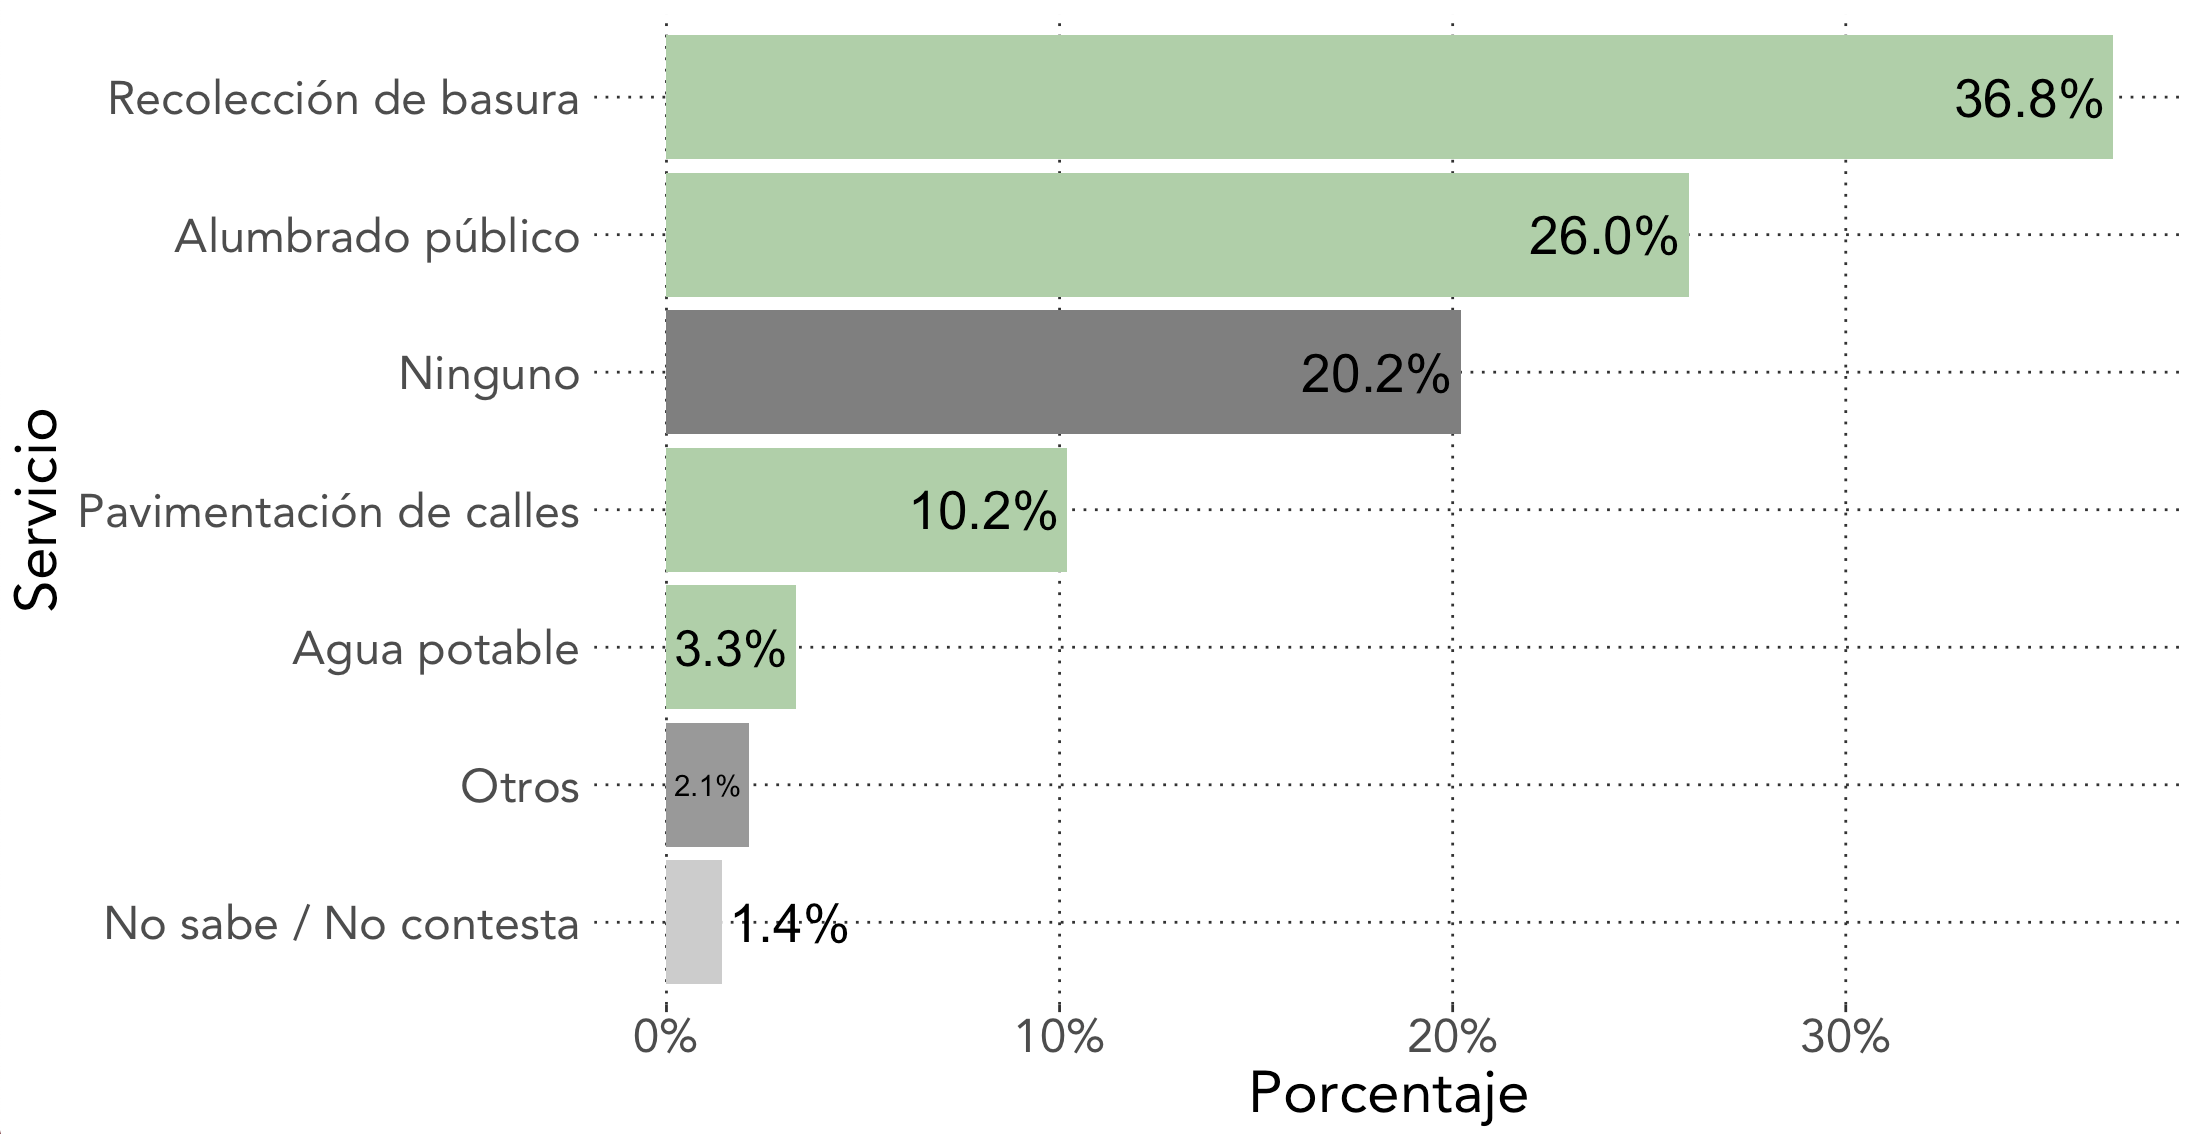 Servicio
Recolección de basura 36.8%
Alumbrado público 26.0%
Ninguno 20.2%
Pavimentación de calles 10.2%
Agua potable 3.3%
Otros 2.1%
No sabe / No contesta 1.4%
0% 10% 20% 30%
Porcentaje